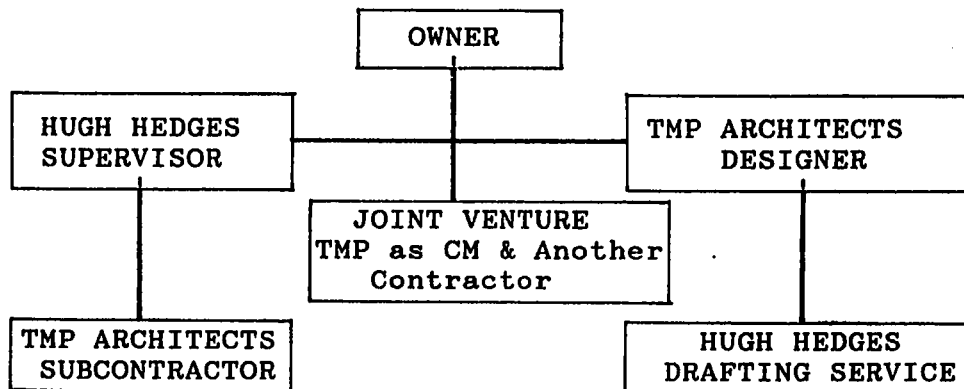 OWNER
HUGH HEDGES
SUPERVISOR
TMP ARCHITECTS
DESIGNER
JOINT VENTURE
TMP as CM & Another
Contractor
TMP ARCHITECTS
SUBCONTRACTOR
HUGH HEDGES
DRAFTING SERVICE